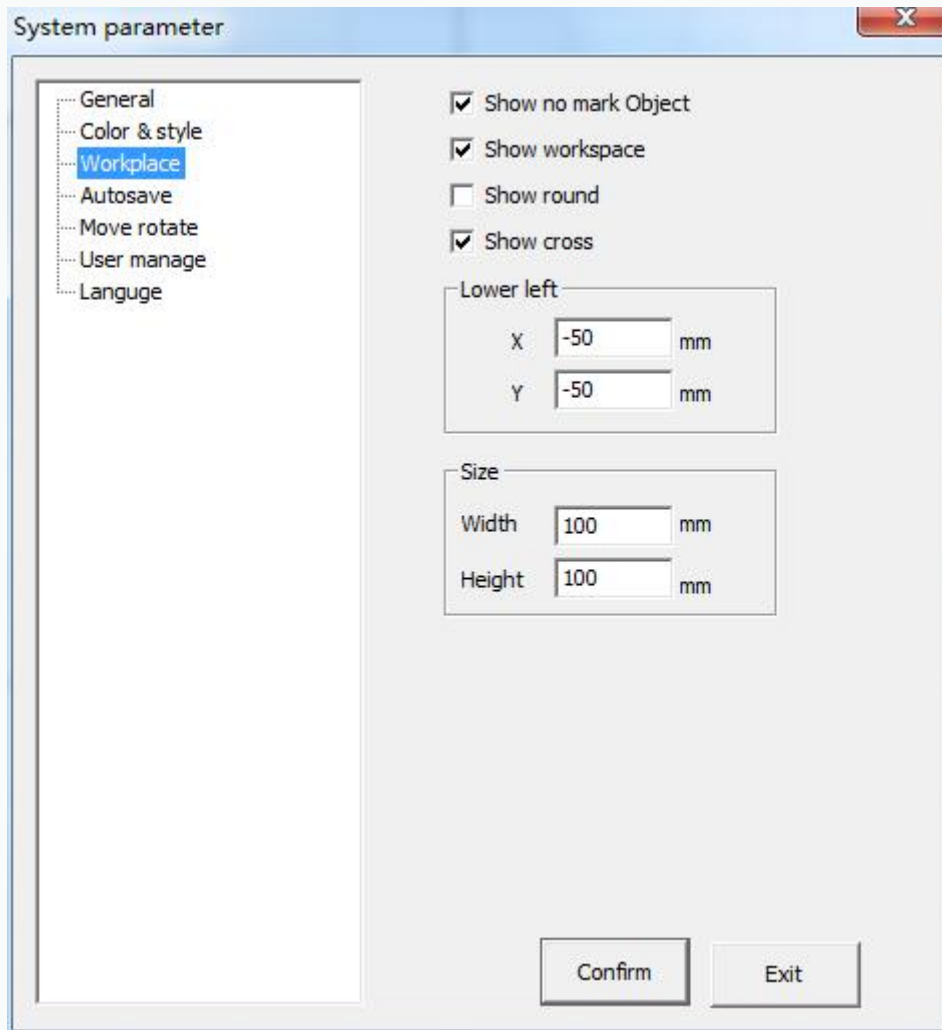 System parameter
General
Color & style
Workplace
Autosave
Move rotate
User manage
Languge
Show no mark Object
Show workspace
Show round
Show cross
Lower left
X -50 mm
Y -50 mm
Size
Width 100 mm
Height 100 mm
Confirm Exit